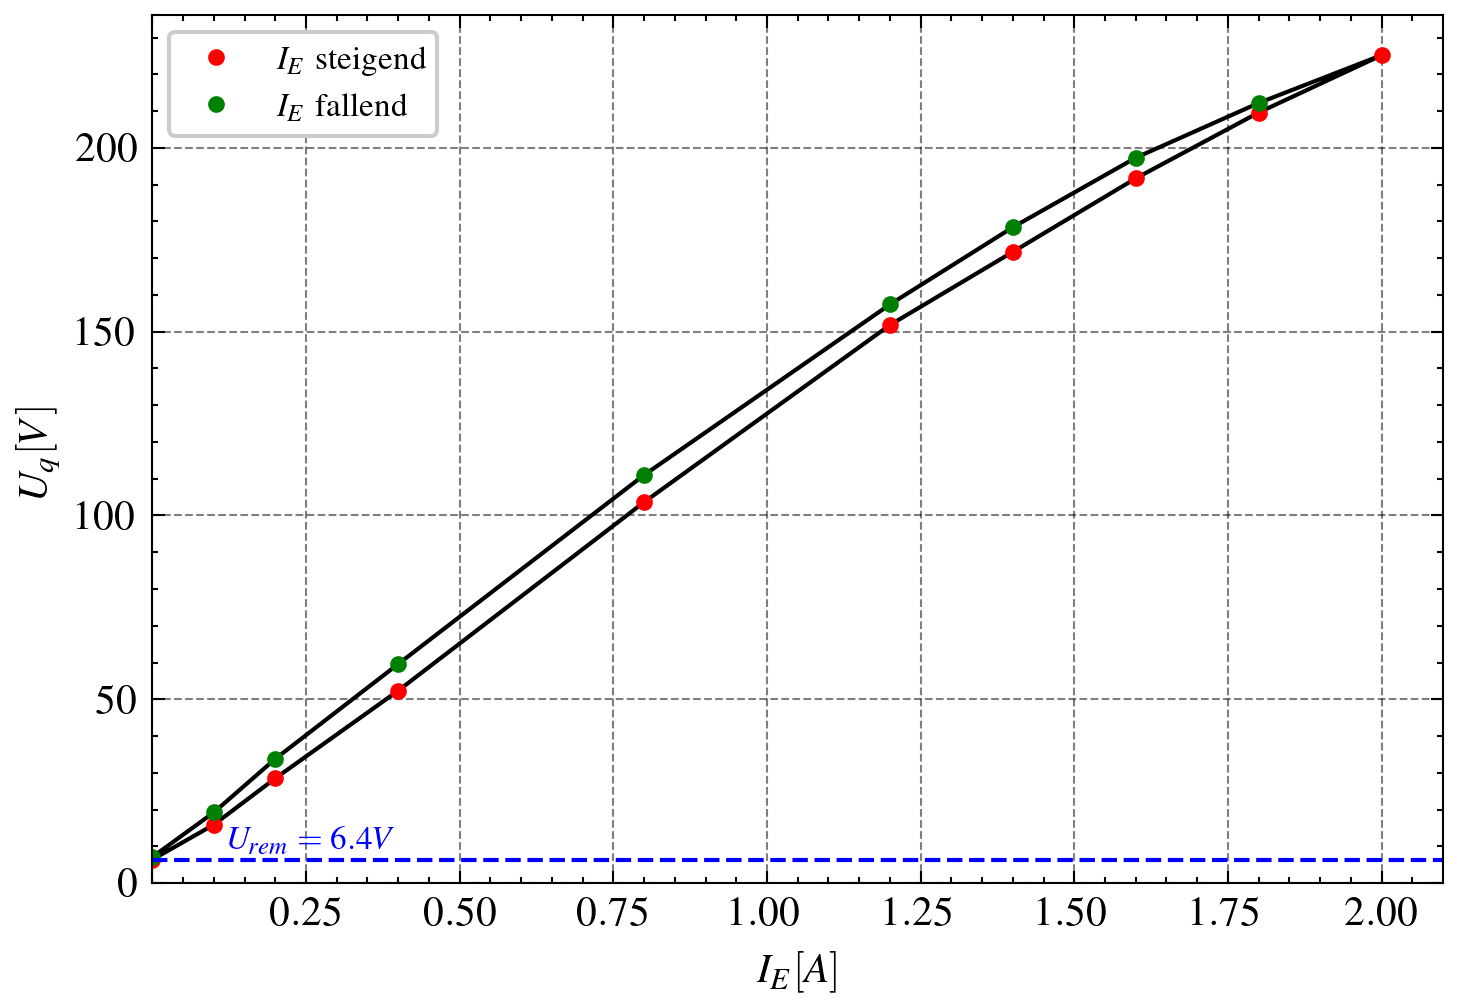 I_E steigend
I_E fallend
200
150
100
50
0
U_q[V]
U_rem = 6.4V
0.25 0.50 0.75 1.00 1.25 1.50 1.75 2.00
I_E[A]